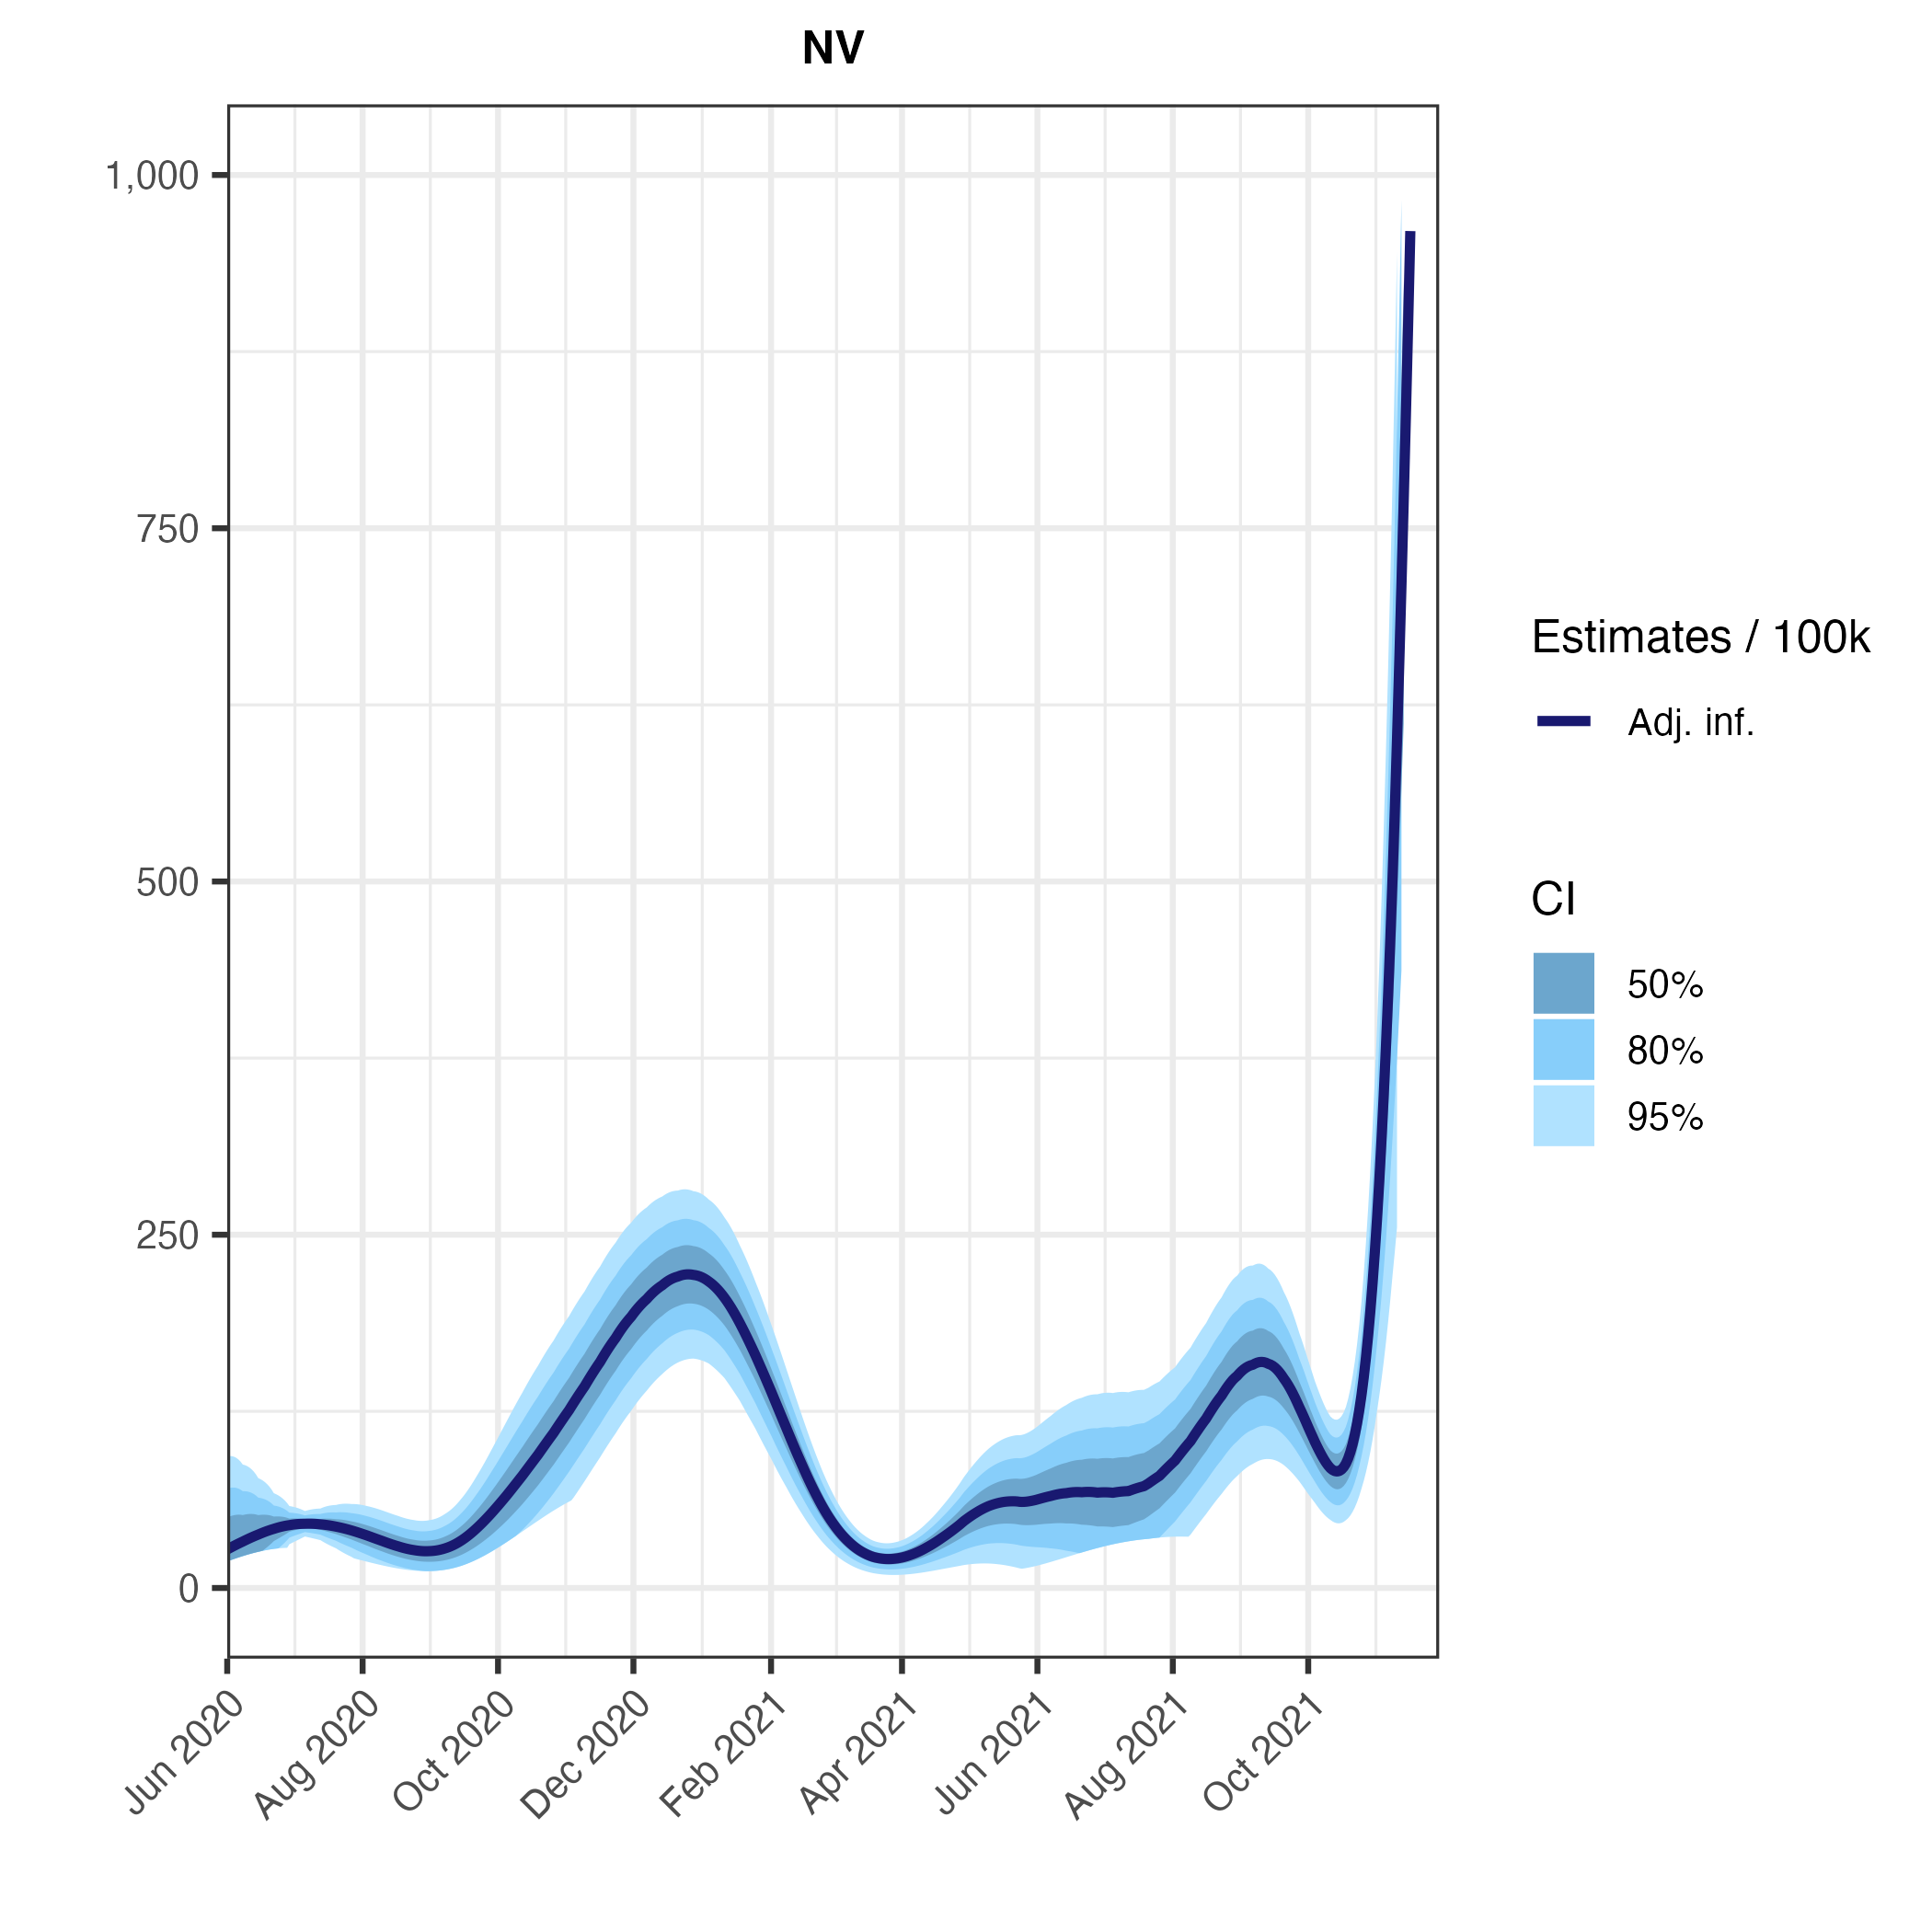 NV
1,000
750
500
250
0
Jun 2020
Aug 2020
Oct 2020
Dec 2020
Feb 2021
Apr 2021
Jun 2021
Aug 2021
Oct 2021
Estimates / 100k
Adj. inf.
CI
50%
80%
95%